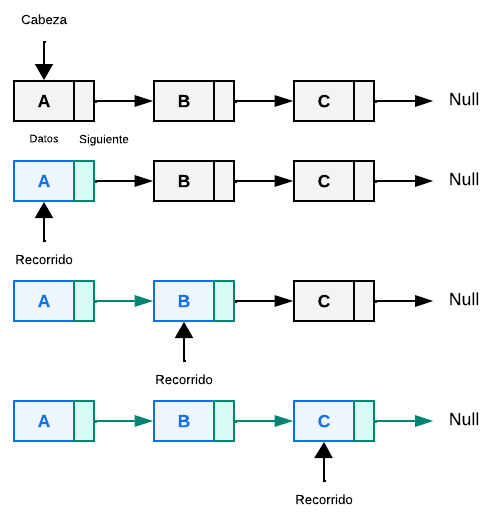 Cabeza
A B C Null
Datos Siguiente
A B C Null
Recorrido
A B C Null
Recorrido
A B C Null
Recorrido